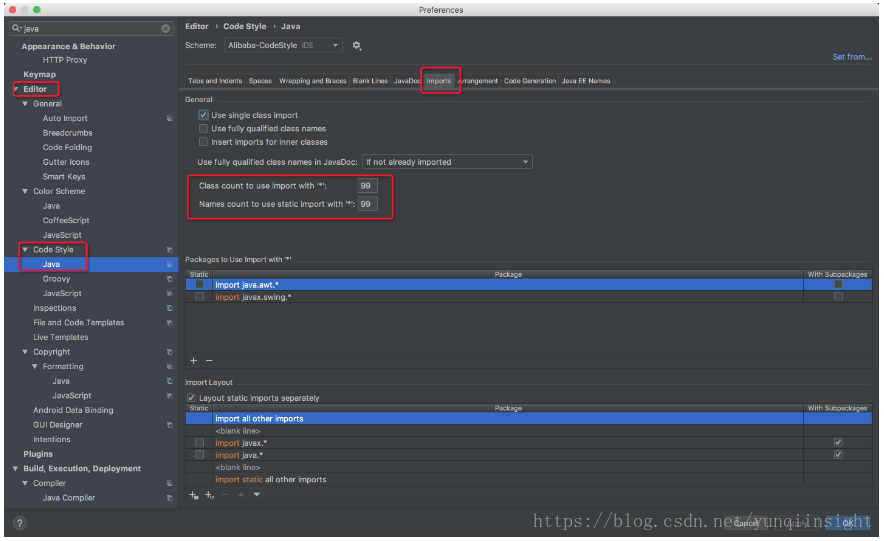 Preferences
java
Appearance & Behavior
HTTP Proxy
Keymap
Editor
General
Auto Import
Breadcrumbs
Code Folding
Gutter Icons
Smart Keys
Color Scheme
Java
CoffeeScript
JavaScript
Code Style
Java
Groovy
JavaScript
Inspections
File and Code Templates
Live Templates
Copyright
Formatting
Java
JavaScript
Android Data Binding
GUI Designer
Intentions
Plugins
Build, Execution, Deployment
Compiler
Java Compiler
?
Editor › Code Style › Java
Scheme: Alibaba-CodeStyle IDE
Set from...
Tabs and Indents Spaces Wrapping and Braces Blank Lines JavaDoc Imports Arrangement Code Generation Java EE Names
General
Use single class import
Use fully qualified class names
Insert imports for inner classes
Use fully qualified class names in JavaDoc: If not already imported
Class count to use import with '*': 99
Names count to use static import with '*': 99
Packages to Use Import with '*'
Static Package With Subpackages
import java.awt.*
import javax.swing.*
Import Layout
Layout static imports separately
Static Package With Subpackages
import all other imports
<blank line>
import javax.*
import java.*
<blank line>
import static all other imports
Cancel Apply OK
https://blog.csdn.net/yunqiinsight